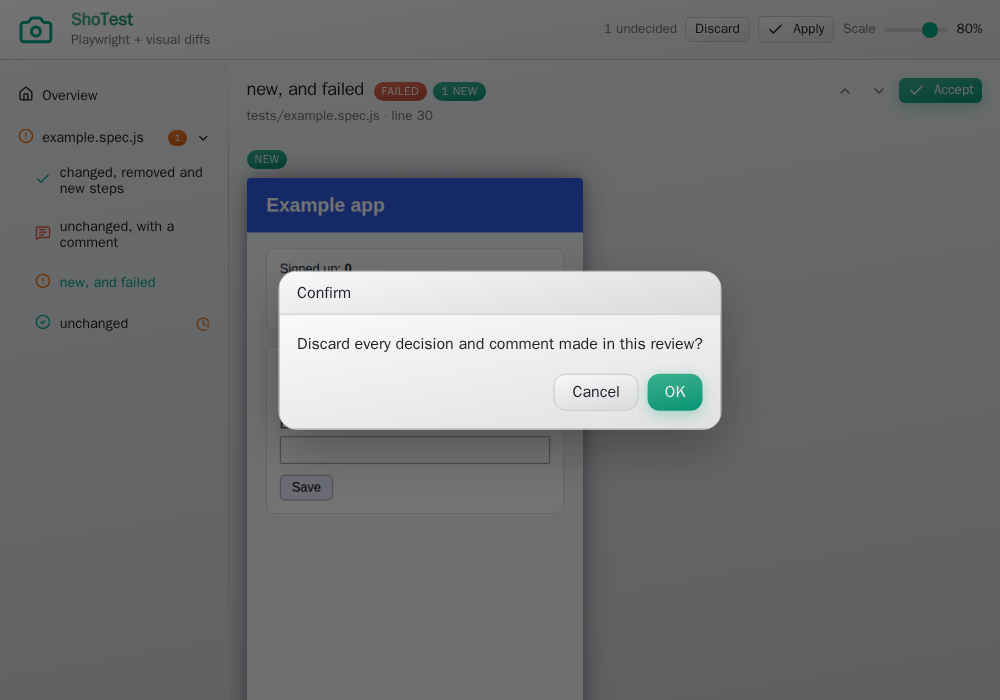 ShoTest
Playwright + visual diffs
1 undecided
Discard
Apply
Scale
80%
Overview
example.spec.js
1
changed, removed and
new steps
unchanged, with a
comment
new, and failed
unchanged
new, and failed
FAILED
1 NEW
Accept
tests/example.spec.js · line 30
NEW
Example app
Signed up: 0
Confirm
Discard every decision and comment made in this review?
Cancel
OK
Save